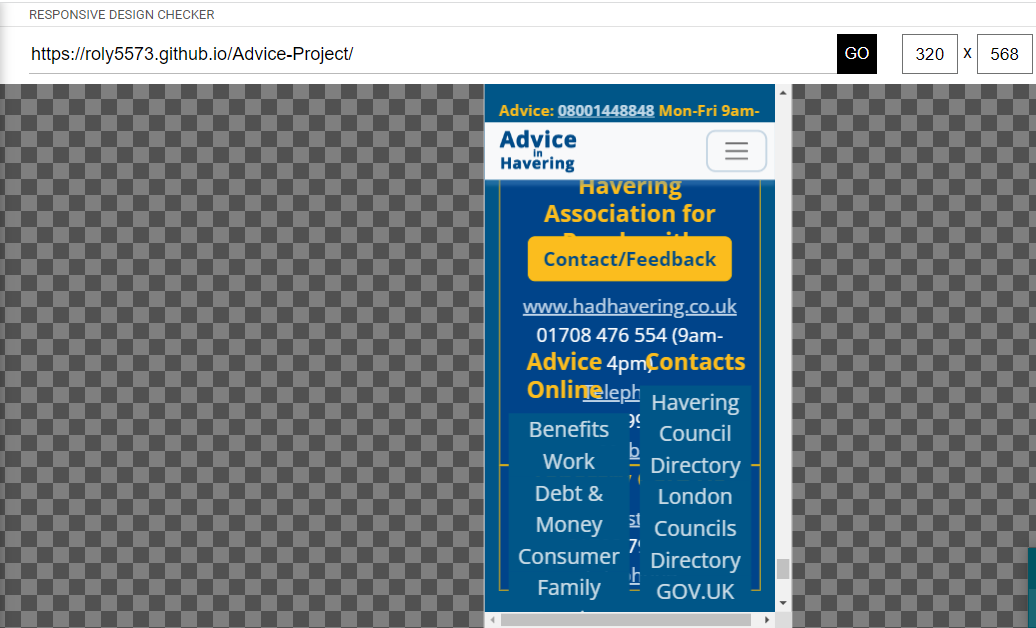 RESPONSIVE DESIGN CHECKER
https://roly5573.github.io/Advice-Project/
GO
320 x 568
Advice: 08001448848 Mon-Fri 9am-
Advice
in
Havering
Havering
Association for
Contact/Feedback
www.hadhavering.co.uk
01708 476 554 (9am-
4pm)
Advice
Online
Contacts
Benefits
Work
Debt &
Money
Consumer
Family
Havering
Council
Directory
London
Councils
Directory
GOV.UK